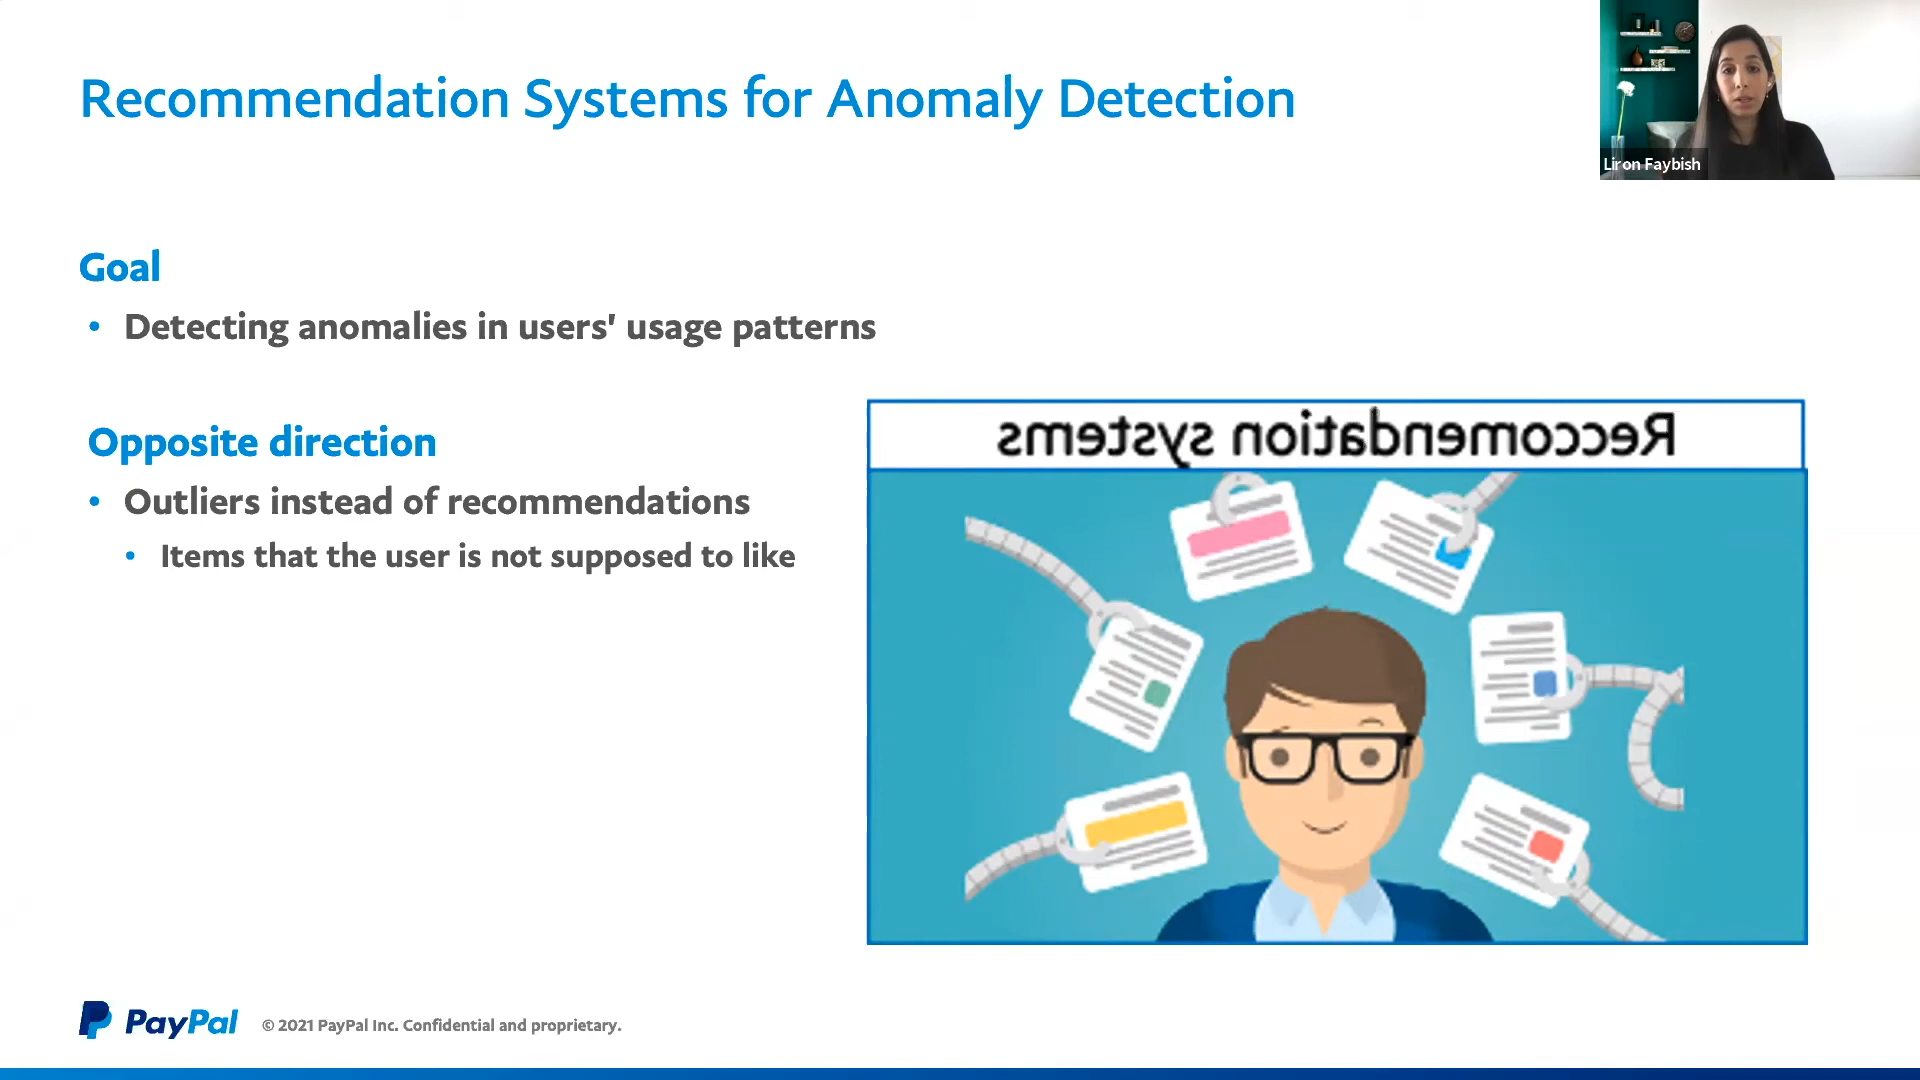 Recommendation Systems for Anomaly Detection
Liron Faybish
Goal
• Detecting anomalies in users' usage patterns
Opposite direction
• Outliers instead of recommendations
• Items that the user is not supposed to like
Reccomendation systems
PayPal
© 2021 PayPal Inc. Confidential and proprietary.